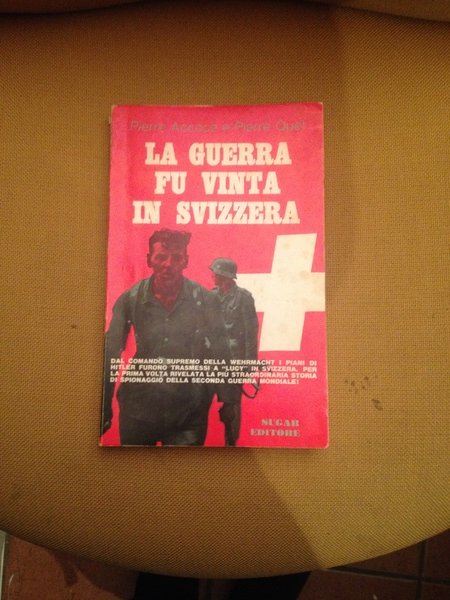 Pierre Accoce e Pierre Quet
LA GUERRA
FU VINTA
IN SVIZZERA
DAL COMANDO SUPREMO DELLA WEHRMACHT I PIANI DI
HITLER FURONO TRASMESSI A "LUCY" IN SVIZZERA. PER
LA PRIMA VOLTA RIVELATA LA PIÙ STRAORDINARIA STORIA
DI SPIONAGGIO DELLA SECONDA GUERRA MONDIALE!
SUGAR
EDITORE